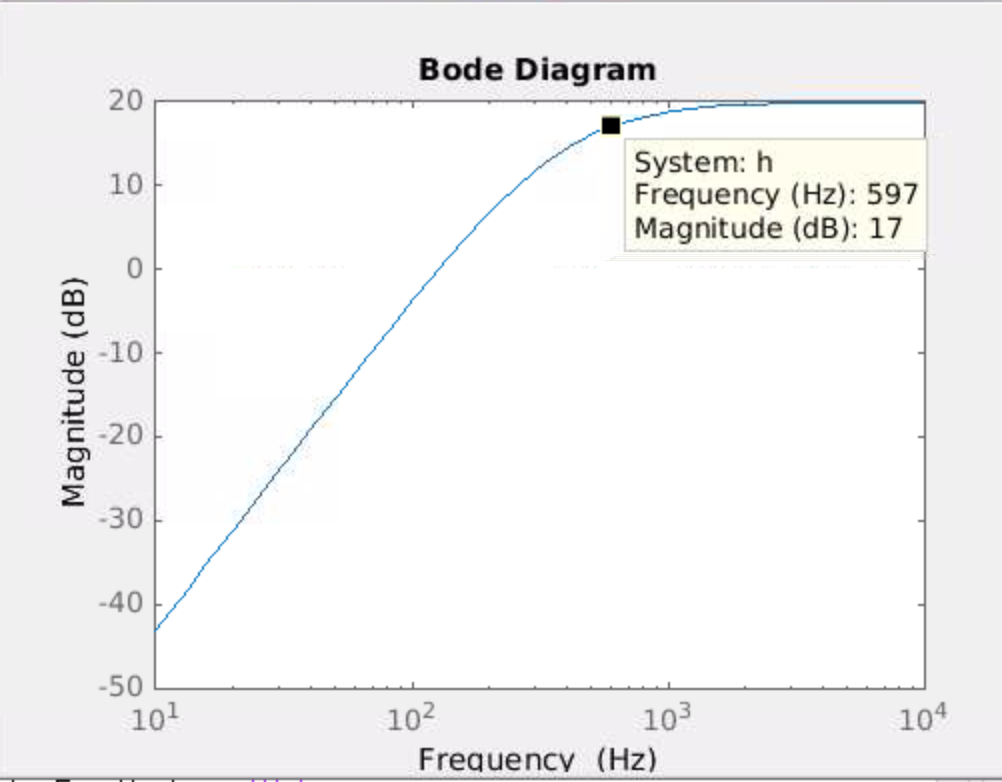 Bode Diagram
20
10
0
-10
-20
-30
-40
-50
Magnitude (dB)
System: h
Frequency (Hz): 597
Magnitude (dB): 17
10¹ 10² 10³ 10⁴
Frequency (Hz)